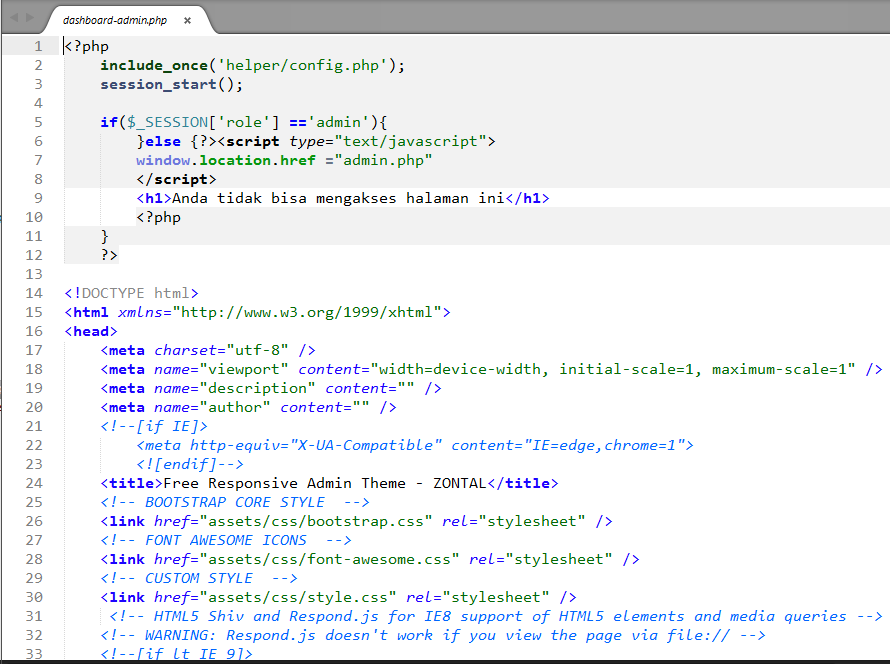 dashboard-admin.php ×
1 <?php
2 include_once('helper/config.php');
3 session_start();
4
5 if($_SESSION['role'] =='admin'){
6 }else {?><script type="text/javascript">
7 window.location.href ="admin.php"
8 </script>
9 <h1>Anda tidak bisa mengakses halaman ini</h1>
10 <?php
11 }
12 ?>
13
14 <!DOCTYPE html>
15 <html xmlns="http://www.w3.org/1999/xhtml">
16 <head>
17 <meta charset="utf-8" />
18 <meta name="viewport" content="width=device-width, initial-scale=1, maximum-scale=1" />
19 <meta name="description" content="" />
20 <meta name="author" content="" />
21 <!--[if IE]>
22 <meta http-equiv="X-UA-Compatible" content="IE=edge,chrome=1">
23 <![endif]-->
24 <title>Free Responsive Admin Theme - ZONTAL</title>
25 <!-- BOOTSTRAP CORE STYLE  -->
26 <link href="assets/css/bootstrap.css" rel="stylesheet" />
27 <!-- FONT AWESOME ICONS  -->
28 <link href="assets/css/font-awesome.css" rel="stylesheet" />
29 <!-- CUSTOM STYLE  -->
30 <link href="assets/css/style.css" rel="stylesheet" />
31 <!-- HTML5 Shiv and Respond.js for IE8 support of HTML5 elements and media queries -->
32 <!-- WARNING: Respond.js doesn't work if you view the page via file:// -->
33 <!--[if lt IE 9]>